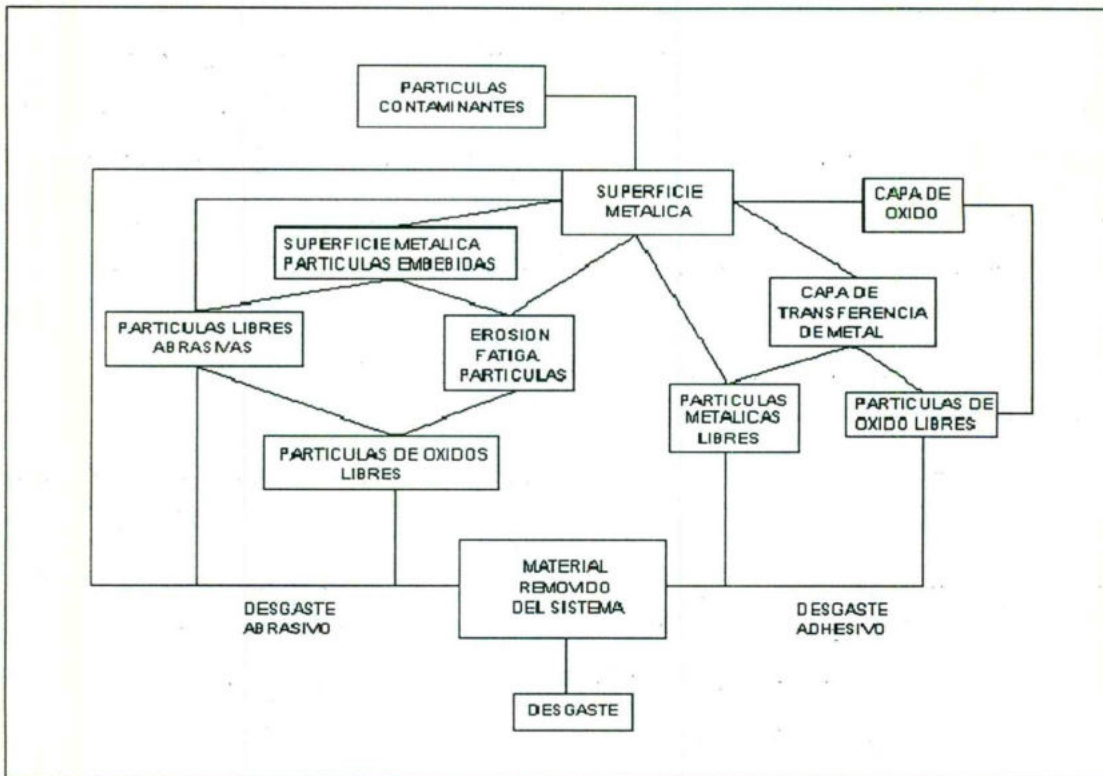 PARTICULAS
CONTAMINANTES
SUPERFICIE
METALICA
CAPA DE
OXIDO
SUPERFICIE METALICA
PARTICULAS EMBEBIDAS
CAPA DE
TRANSFERENCIA
DE METAL
PARTICULAS LIBRES
ABRASIVAS
EROSION
FATIGA
PARTICULAS
PARTICULAS
METALICAS
LIBRES
PARTICULAS DE
OXIDO LIBRES
PARTICULAS DE OXIDOS
LIBRES
MATERIAL
REMOVIDO
DEL SISTEMA
DESGASTE
ABRASIVO
DESGASTE
ADHESIVO
DESGASTE